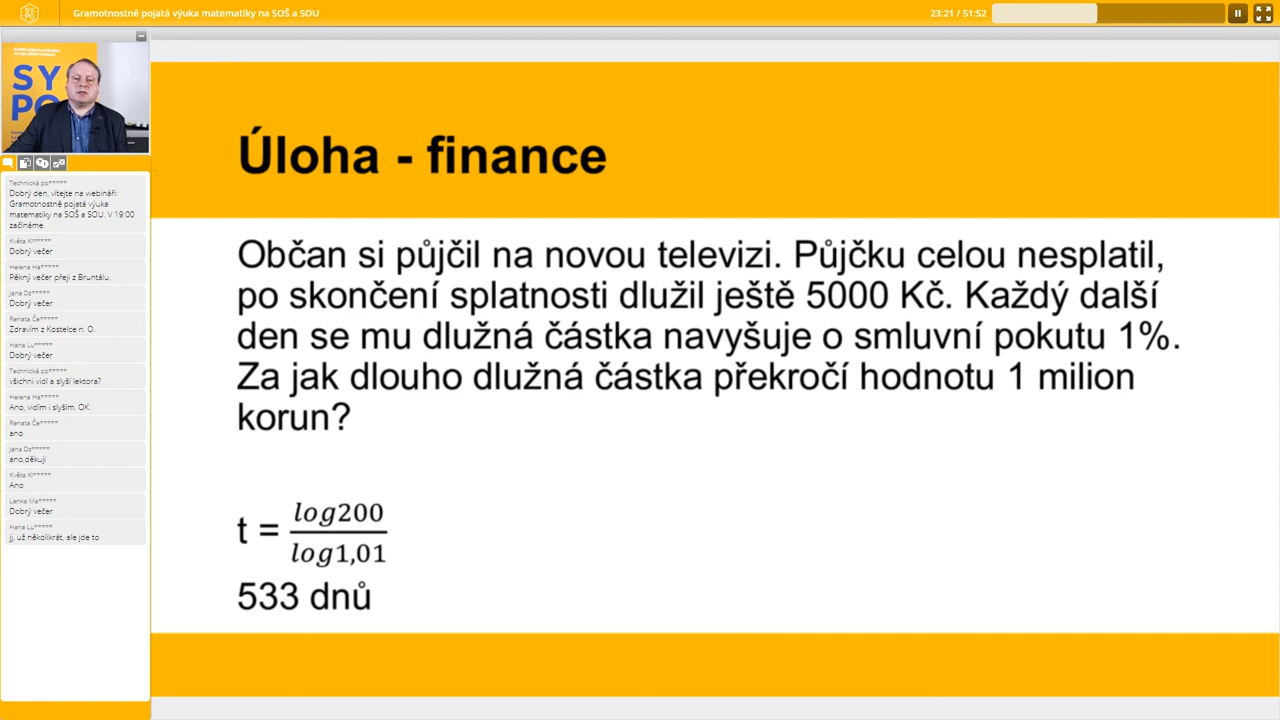 Gramotnostně pojatá výuka matematiky na SOŠ a SOU
23:21 / 51:52
SY
PO
Technická po*****
Dobrý den, vítejte na webináři:
Gramotnostně pojatá výuka
matematiky na SOŠ a SOU. V 19:00
začínáme.
Květa Kl*****
Dobrý večer
Helena Ha*****
Pěkný večer přeji z Bruntálu.
Jana Dz*****
Dobrý večer
Renata Če*****
Zdravím z Kostelce n. O.
Hana Lu*****
Dobrý večer
Technická po*****
všichni vidí a slyší lektora?
Helena Ha*****
Ano, vidím i slyším. OK.
Renata Če*****
ano
Jana Dz*****
ano,děkuji
Květa Kl*****
Ano
Lenka Ma*****
Dobrý večer
Hana Lu*****
jj, už několikrát, ale jde to
Úloha - finance
Občan si půjčil na novou televizi. Půjčku celou nesplatil,
po skončení splatnosti dlužil ještě 5000 Kč. Každý další
den se mu dlužná částka navyšuje o smluvní pokutu 1%.
Za jak dlouho dlužná částka překročí hodnotu 1 milion
korun?
t = log200 / log1,01
533 dnů